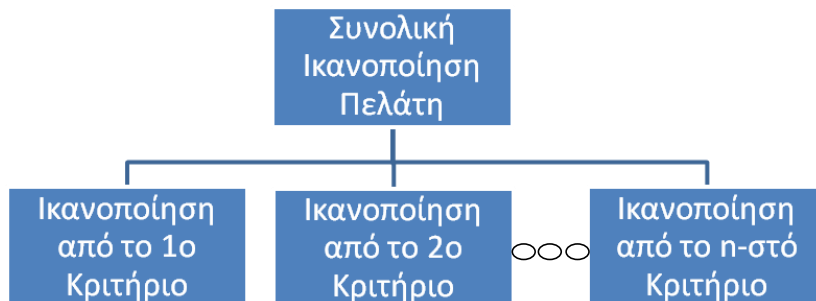 Συνολική
Ικανοποίηση
Πελάτη
Ικανοποίηση
από το 1ο
Κριτήριο
Ικανοποίηση
από το 2ο
Κριτήριο
Ικανοποίηση
από το n-στό
Κριτήριο